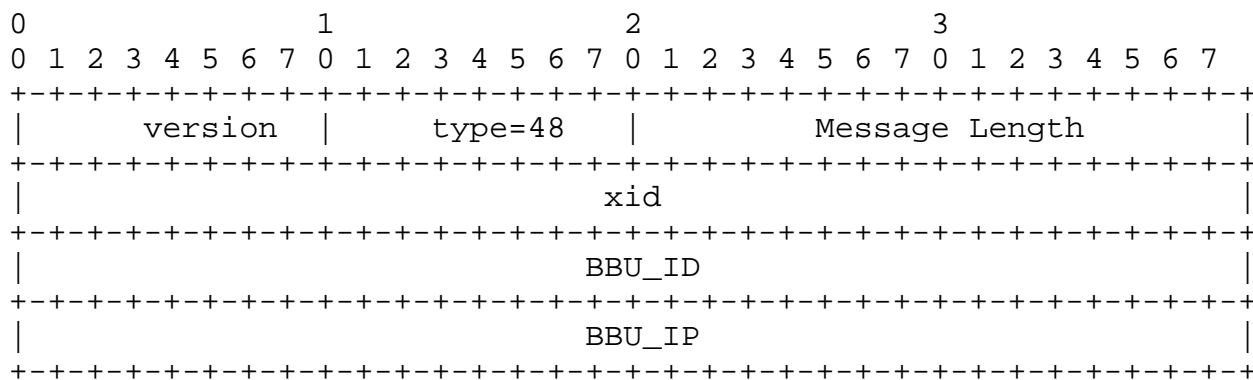 0 1 2 3
0 1 2 3 4 5 6 7 0 1 2 3 4 5 6 7 0 1 2 3 4 5 6 7 0 1 2 3 4 5 6 7
+-+-+-+-+-+-+-+-+-+-+-+-+-+-+-+-+-+-+-+-+-+-+-+-+-+-+-+-+-+-+-+-+
| version | type=48 | Message Length |
+-+-+-+-+-+-+-+-+-+-+-+-+-+-+-+-+-+-+-+-+-+-+-+-+-+-+-+-+-+-+-+-+
| xid |
+-+-+-+-+-+-+-+-+-+-+-+-+-+-+-+-+-+-+-+-+-+-+-+-+-+-+-+-+-+-+-+-+
| BBU_ID |
+-+-+-+-+-+-+-+-+-+-+-+-+-+-+-+-+-+-+-+-+-+-+-+-+-+-+-+-+-+-+-+-+
| BBU_IP |
+-+-+-+-+-+-+-+-+-+-+-+-+-+-+-+-+-+-+-+-+-+-+-+-+-+-+-+-+-+-+-+-+